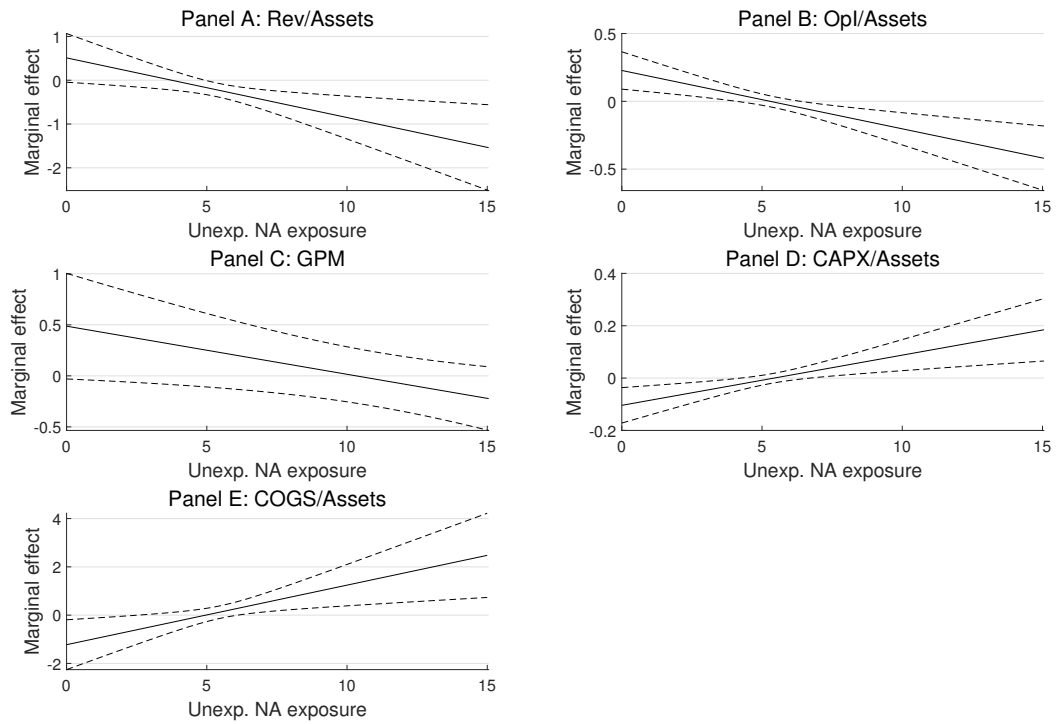 Panel A: Rev/Assets
Marginal effect
1
0
-1
-2
0 5 10 15
Unexp. NA exposure
Panel B: OpI/Assets
Marginal effect
0.5
0
-0.5
0 5 10 15
Unexp. NA exposure
Panel C: GPM
Marginal effect
1
0.5
0
-0.5
0 5 10 15
Unexp. NA exposure
Panel D: CAPX/Assets
Marginal effect
0.4
0.2
0
-0.2
0 5 10 15
Unexp. NA exposure
Panel E: COGS/Assets
Marginal effect
4
2
0
-2
0 5 10 15
Unexp. NA exposure